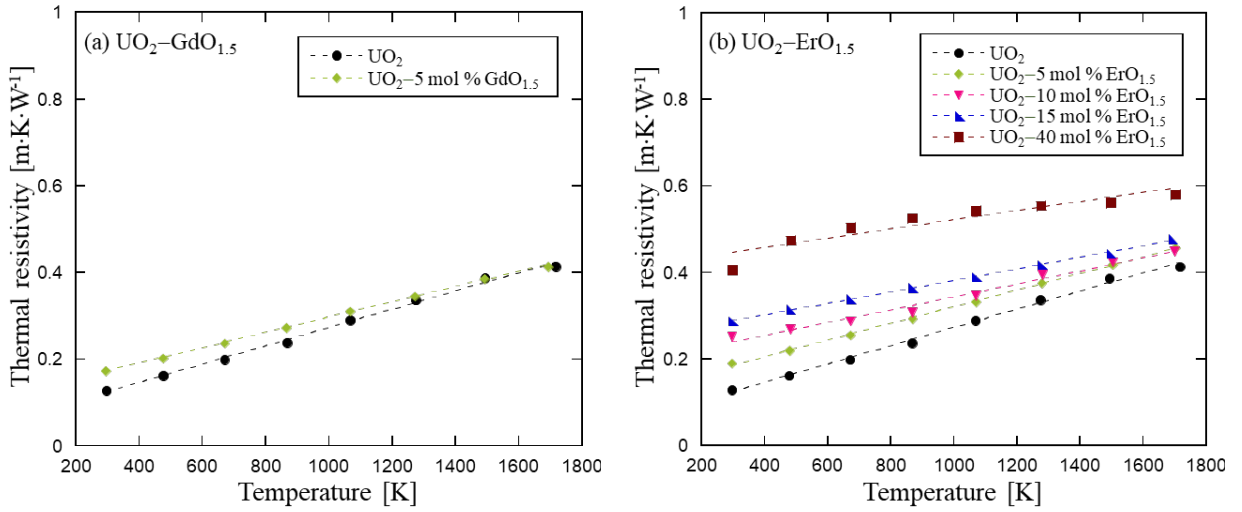 (a) UO₂–GdO₁.₅
UO₂
UO₂–5 mol % GdO₁.₅
Thermal resistivity [m·K·W⁻¹]
1
0.8
0.6
0.4
0.2
0
200 400 600 800 1000 1200 1400 1600 1800
Temperature [K]
(b) UO₂–ErO₁.₅
UO₂
UO₂–5 mol % ErO₁.₅
UO₂–10 mol % ErO₁.₅
UO₂–15 mol % ErO₁.₅
UO₂–40 mol % ErO₁.₅
Thermal resistivity [m·K·W⁻¹]
1
0.8
0.6
0.4
0.2
0
200 400 600 800 1000 1200 1400 1600 1800
Temperature [K]